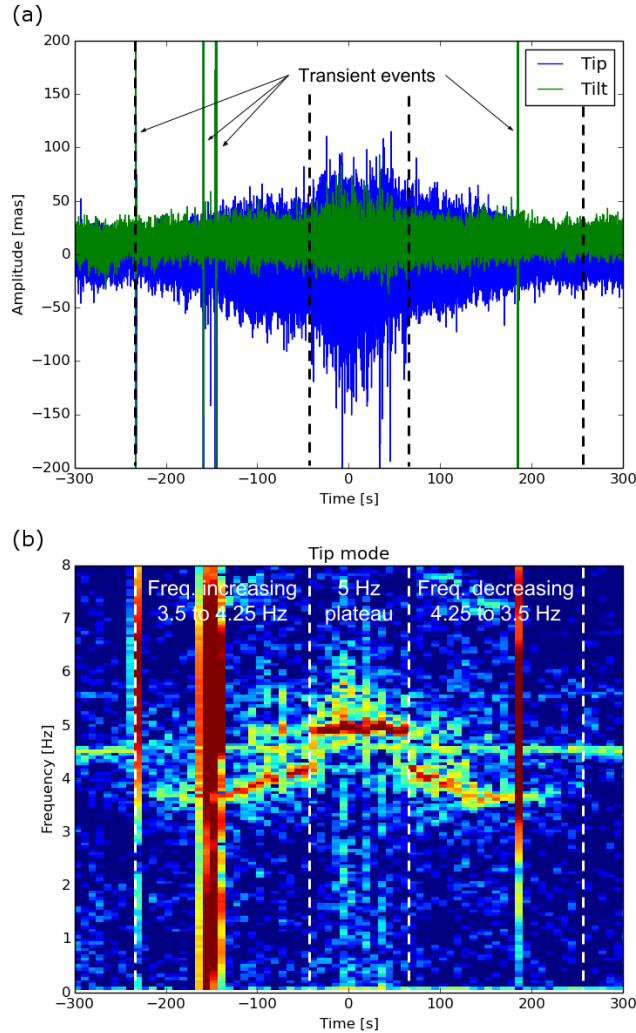 (a)
200
150
100
50
0
−50
−100
−150
−200
Amplitude [mas]
Transient events
Tip
Tilt
−300
−200
−100
0
100
200
300
Time [s]
(b)
Tip mode
8
7
6
5
4
3
2
1
0
Frequency [Hz]
Freq. increasing
3.5 to 4.25 Hz
5 Hz
plateau
Freq. decreasing
4.25 to 3.5 Hz
−300
−200
−100
0
100
200
300
Time [s]